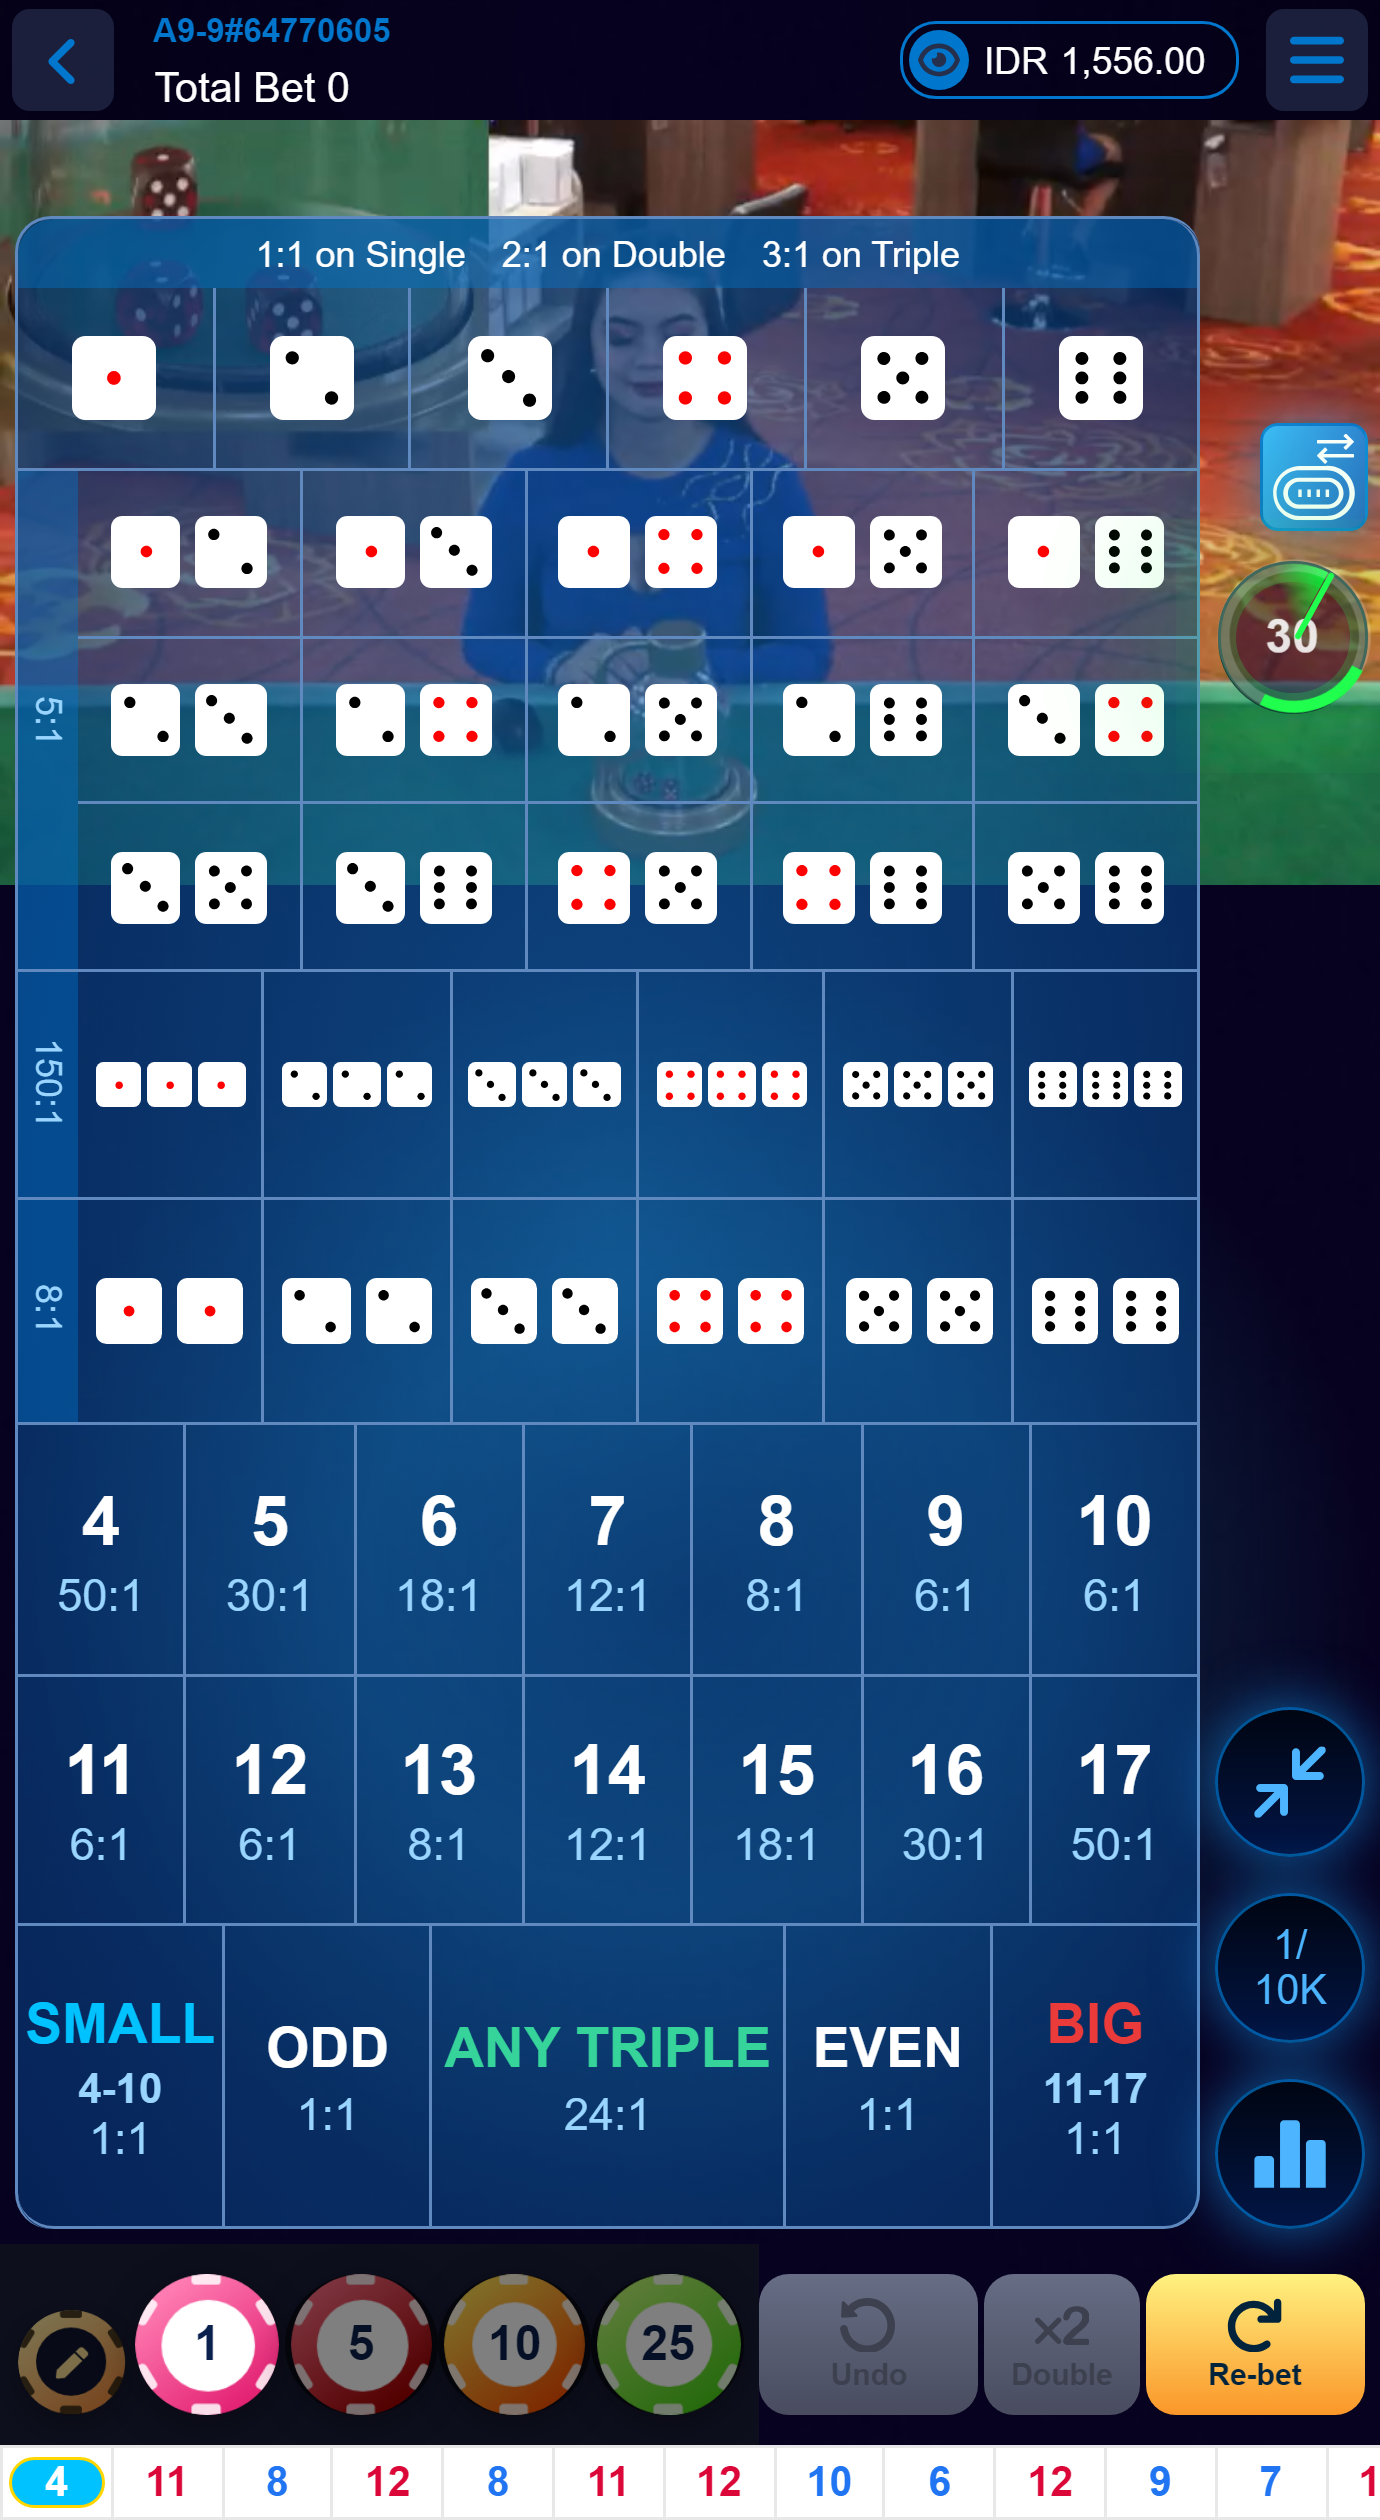 A9-9#64770605
Total Bet 0
IDR 1,556.00
1:1 on Single 2:1 on Double 3:1 on Triple
30
5:1
150:1
8:1
4 5 6 7 8 9 10
50:1 30:1 18:1 12:1 8:1 6:1 6:1
11 12 13 14 15 16 17
6:1 6:1 8:1 12:1 18:1 30:1 50:1
SMALL
4-10
1:1
ODD
1:1
ANY TRIPLE
24:1
EVEN
1:1
BIG
11-17
1:1
1/
10K
1 5 10 25
Undo
x2
Double
Re-bet
4 11 8 12 8 11 12 10 6 12 9 7